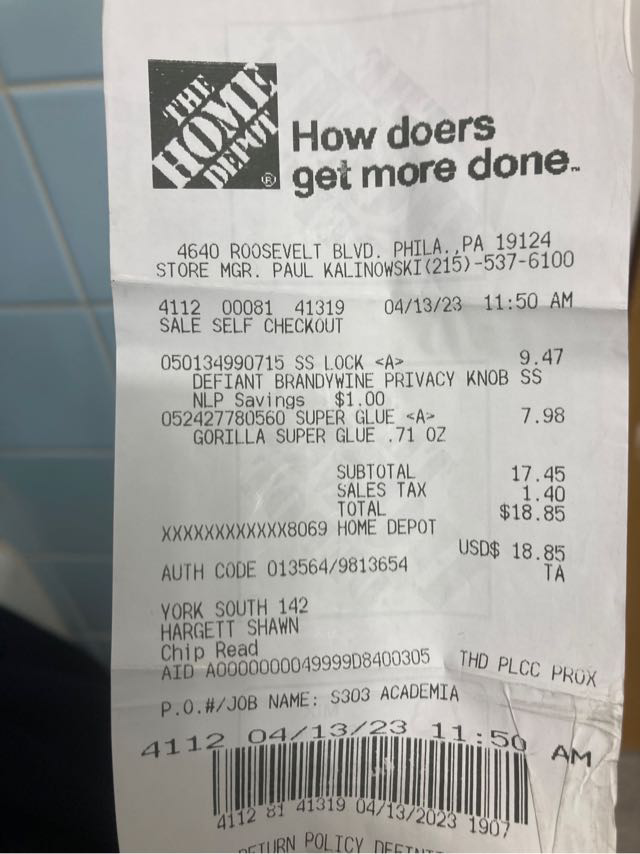 THE
HOME
DEPOT
®
How doers
get more done™
4640 ROOSEVELT BLVD. PHILA.,PA 19124
STORE MGR. PAUL KALINOWSKI(215)-537-6100
4112 00081 41319 04/13/23 11:50 AM
SALE SELF CHECKOUT
050134990715 SS LOCK <A> 9.47
DEFIANT BRANDYWINE PRIVACY KNOB SS
NLP Savings $1.00
052427780560 SUPER GLUE <A> 7.98
GORILLA SUPER GLUE .71 OZ
SUBTOTAL 17.45
SALES TAX 1.40
TOTAL $18.85
XXXXXXXXXXXX8069 HOME DEPOT
USD$ 18.85
AUTH CODE 013564/9813654 TA
YORK SOUTH 142
HARGETT SHAWN
Chip Read
AID A0000000049999D8400305 THD PLCC PROX
P.O.#/JOB NAME: S303 ACADEMIA
4112 04/13/23 11:50 AM
4112 81 41319 04/13/2023 1907
RETURN POLICY